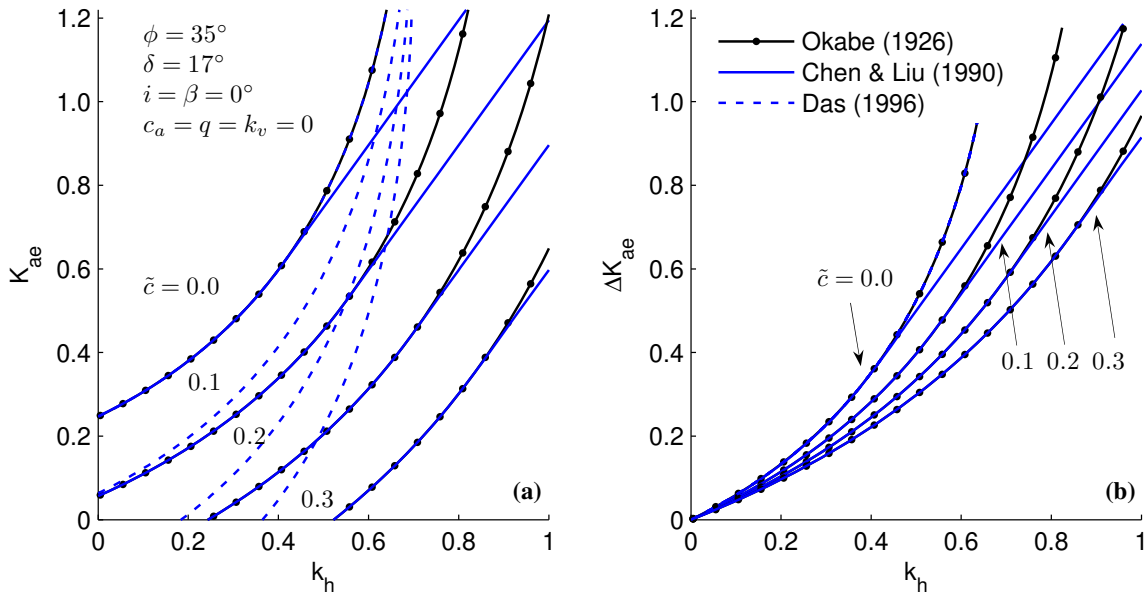 ϕ = 35°
δ = 17°
i = β = 0°
c_a = q = k_v = 0
c̃ = 0.0
0.1
0.2
0.3
(a)
K_ae
1.2
1.0
0.8
0.6
0.4
0.2
0
0 0.2 0.4 0.6 0.8 1
k_h
Okabe (1926)
Chen & Liu (1990)
Das (1996)
c̃ = 0.0
0.1 0.2 0.3
(b)
ΔK_ae
1.2
1.0
0.8
0.6
0.4
0.2
0
0 0.2 0.4 0.6 0.8 1
k_h